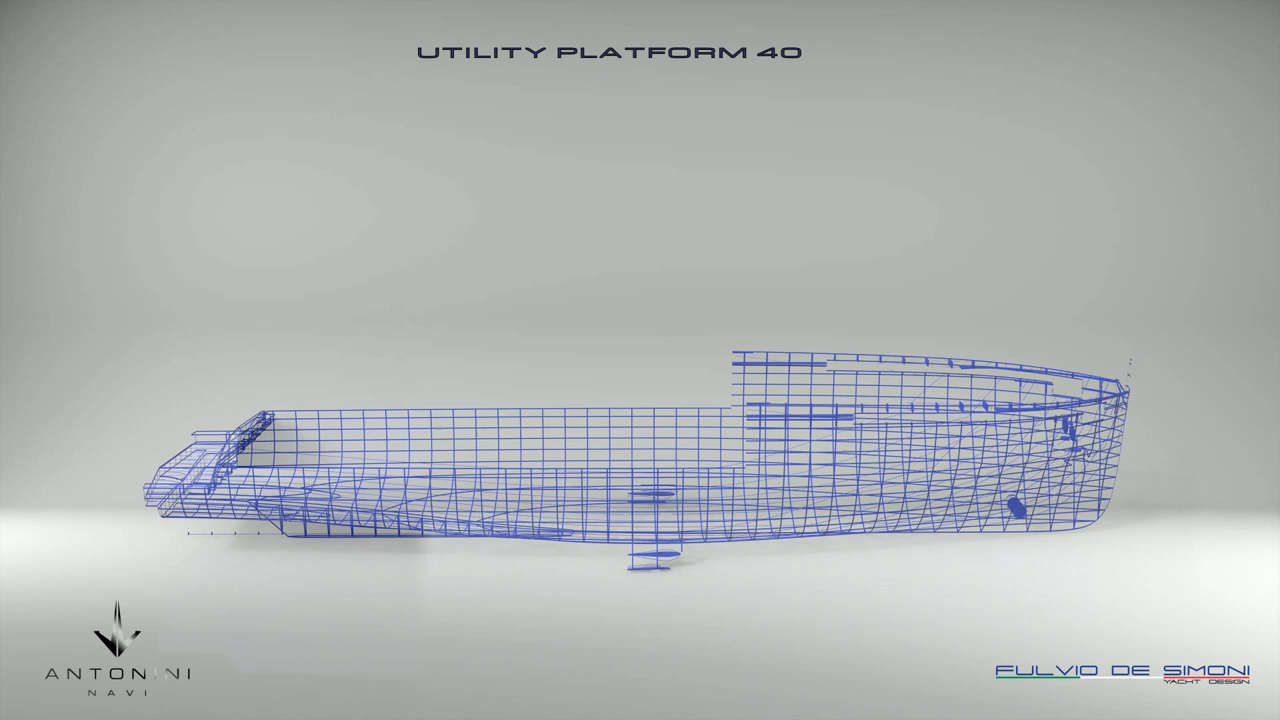 UTILITY PLATFORM 40
ANTONINI
NAVI
FULVIO DE SIMONI
YACHT DESIGN